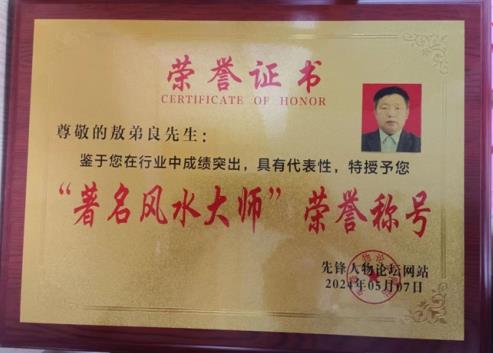 荣誉证书
CERTIFICATE OF HONOR
尊敬的敖弟良先生：
鉴于您在行业中成绩突出，具有代表性，特授予您
“著名风水大师”荣誉称号
先锋人物论坛网站
2024年05月07日